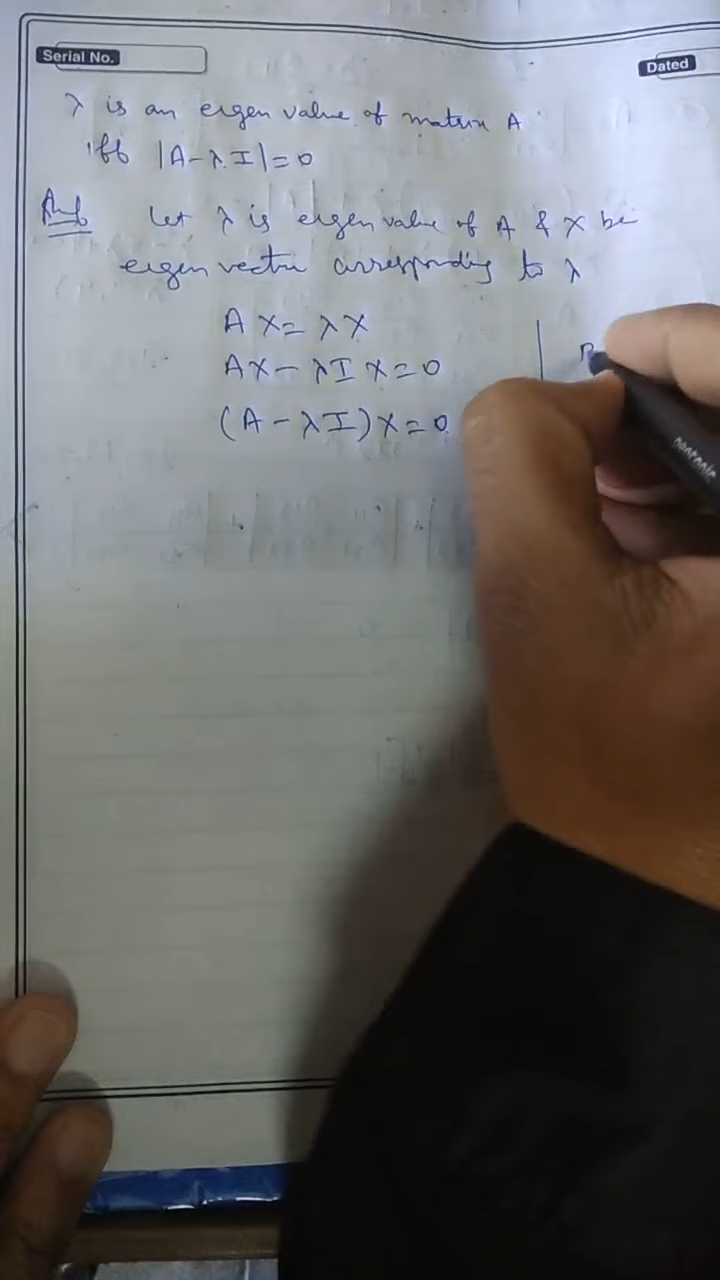 Serial No.
Dated
λ is an eigen value of matrix A
iff |A-λI|=0
Ans Let λ is eigen value of A & X be
eigen vector corresponding to λ
AX=λX
AX-λIX=0
(A-λI)X=0